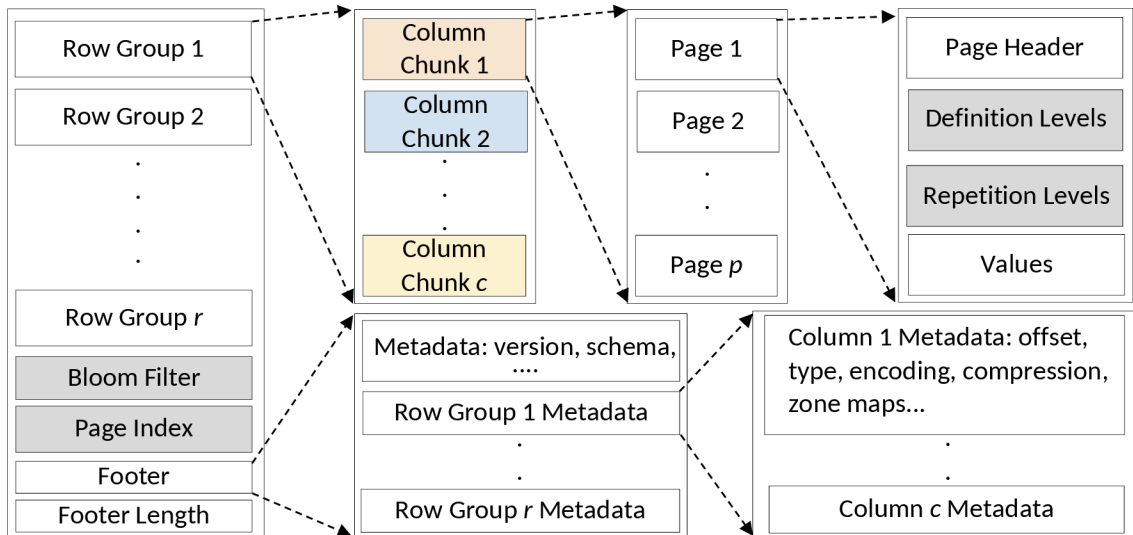 Row Group 1
Row Group 2
Row Group r
Bloom Filter
Page Index
Footer
Footer Length
Column
Chunk 1
Column
Chunk 2
Column
Chunk c
Page 1
Page 2
Page p
Page Header
Definition Levels
Repetition Levels
Values
Metadata: version, schema,
....
Row Group 1 Metadata
Row Group r Metadata
Column 1 Metadata: offset,
type, encoding, compression,
zone maps...
Column c Metadata